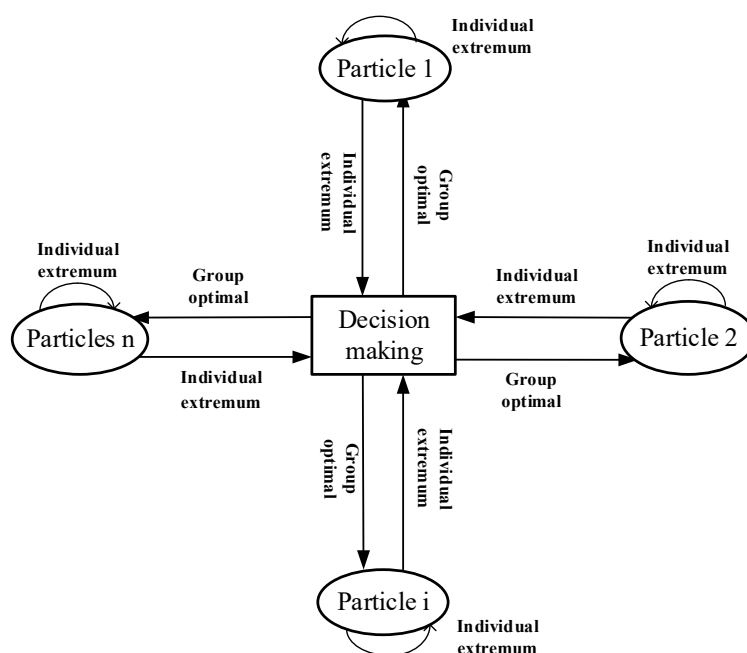 Individual
extremum
Particle 1
Individual
extremum
Group
optimal
Individual
extremum
Group
optimal
Individual
extremum
Individual
extremum
Particles n
Decision
making
Particle 2
Individual
extremum
Group
optimal
Group
optimal
Individual
extremum
Particle i
Individual
extremum